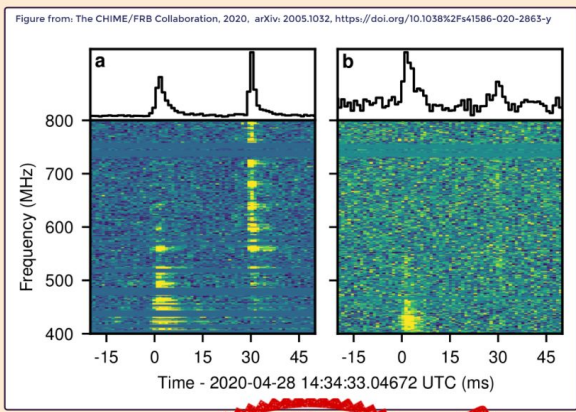 Figure from: The CHIME/FRB Collaboration, 2020, arXiv: 2005.1032, https://doi.org/10.1038%2Fs41586-020-2863-y
a
b
800
700
600
500
400
Frequency (MHz)
-15 0 15 30 45 -15 0 15 30 45
Time - 2020-04-28 14:34:33.04672 UTC (ms)